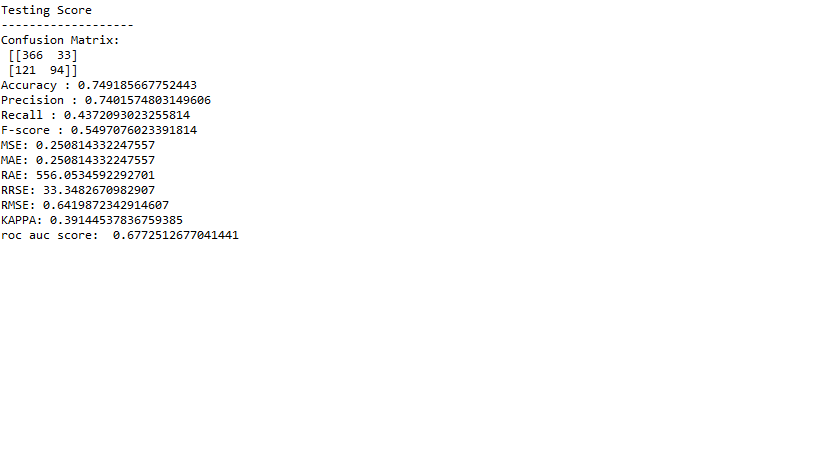 Testing Score
-------------------
Confusion Matrix:
[[366  33]
[121  94]]
Accuracy : 0.749185667752443
Precision : 0.7401574803149606
Recall : 0.4372093023255814
F-score : 0.5497076023391814
MSE: 0.250814332247557
MAE: 0.250814332247557
RAE: 556.0534592292701
RRSE: 33.3482670982907
RMSE: 0.6419872342914607
KAPPA: 0.39144537836759385
roc auc score:  0.6772512677041441